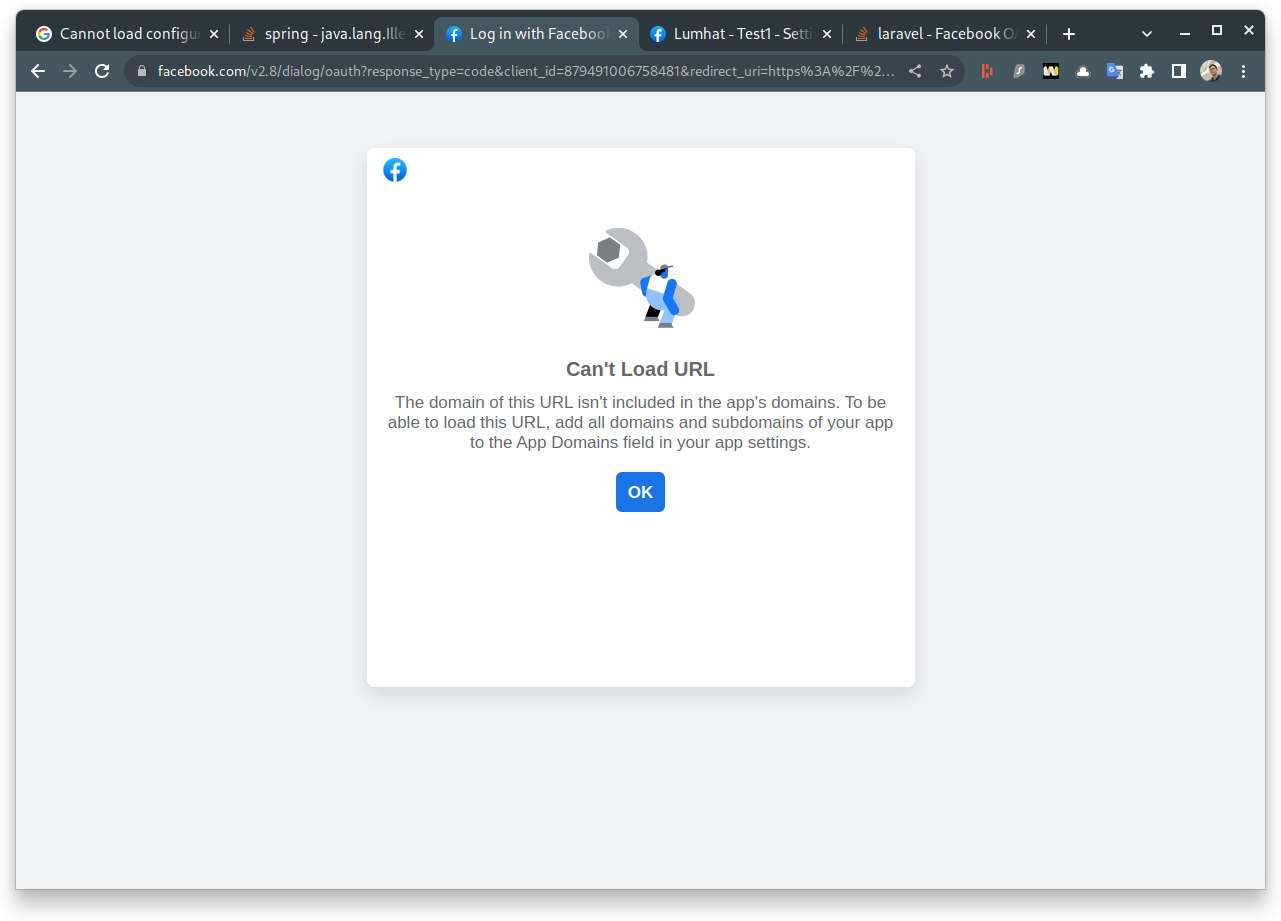 Cannot load configu
spring - java.lang.Ille
Log in with Facebook
Lumhat - Test1 - Setti
laravel - Facebook OA
facebook.com/v2.8/dialog/oauth?response_type=code&client_id=879491006758481&redirect_uri=https%3A%2F%2...
Can't Load URL
The domain of this URL isn't included in the app's domains. To be
able to load this URL, add all domains and subdomains of your app
to the App Domains field in your app settings.
OK